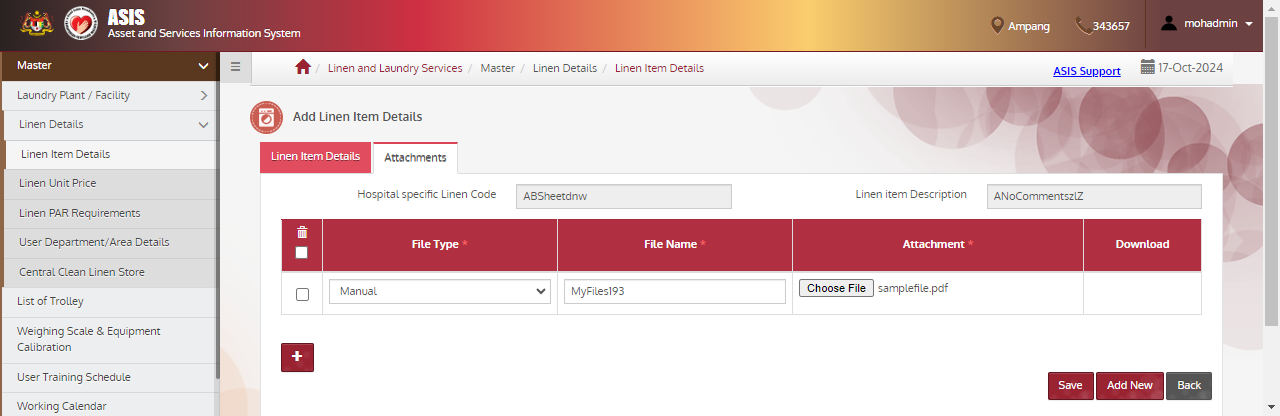 ASIS
Asset and Services Information System
Ampang
343657
mohadmin
Master
Linen and Laundry Services / Master / Linen Details / Linen Item Details
ASIS Support
17-Oct-2024
Laundry Plant / Facility
Linen Details
Linen Item Details
Linen Unit Price
Linen PAR Requirements
User Department/Area Details
Central Clean Linen Store
List of Trolley
Weighing Scale & Equipment
Calibration
User Training Schedule
Working Calendar
Add Linen Item Details
Linen Item Details
Attachments
Hospital specific Linen Code
ABSheetdnw
Linen item Description
ANoCommentszlZ
File Type *
File Name *
Attachment *
Download
Manual
MyFiles193
Choose File samplefile.pdf
+
Save
Add New
Back